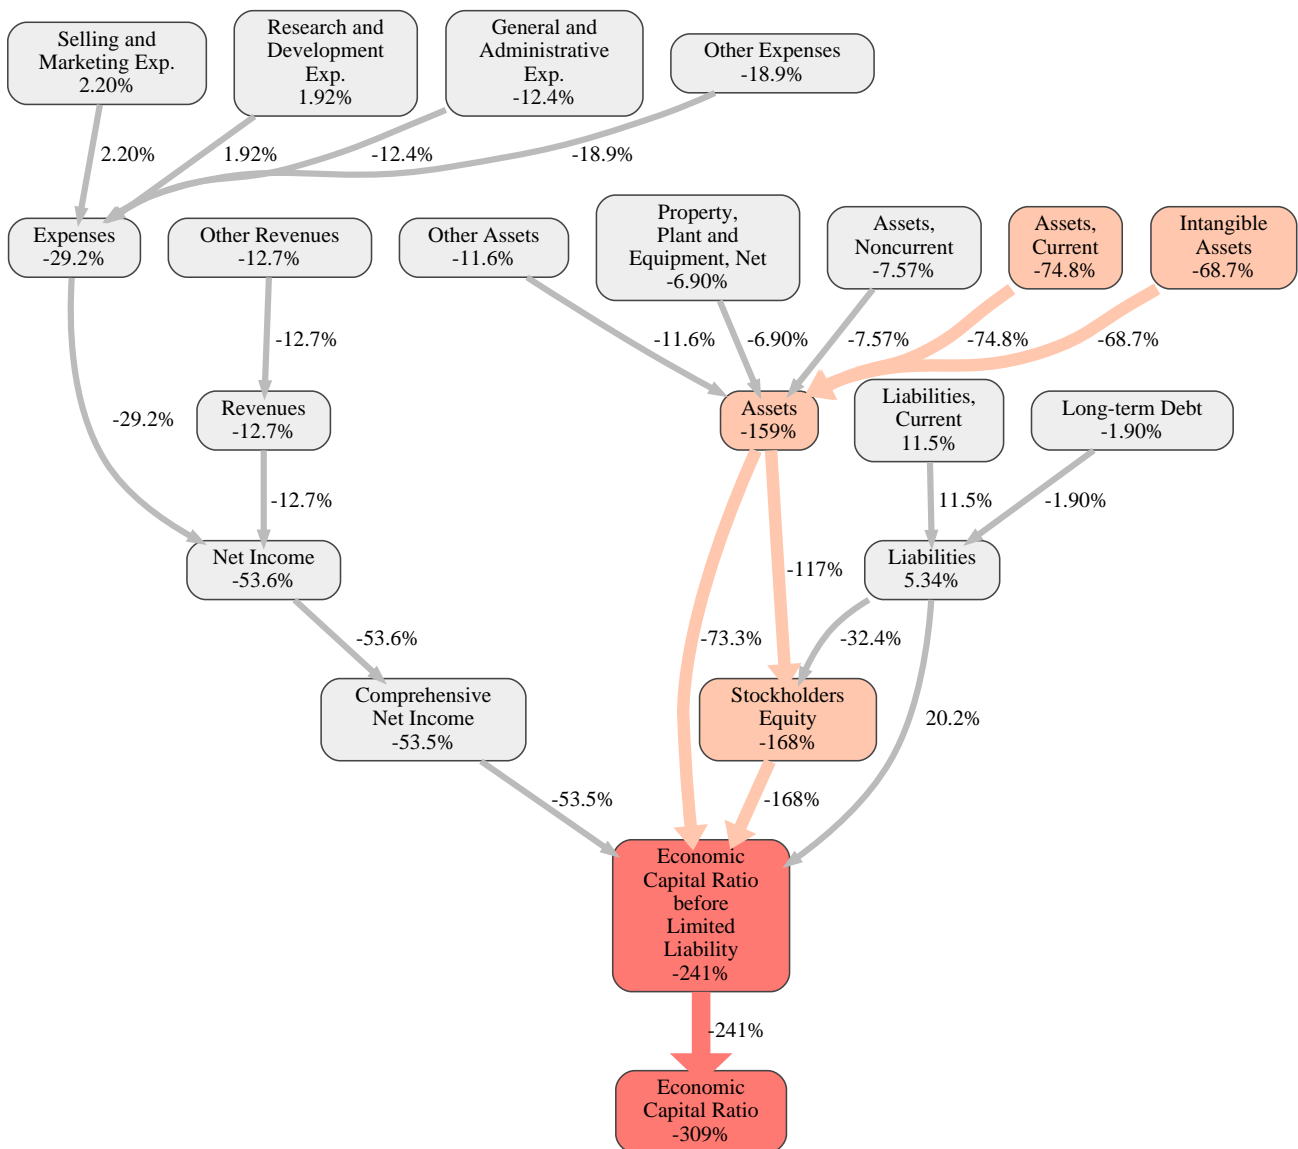 Selling and
Marketing Exp.
2.20%
Research and
Development
Exp.
1.92%
General and
Administrative
Exp.
-12.4%
Other Expenses
-18.9%
2.20%
1.92%
-12.4%
-18.9%
Expenses
-29.2%
Other Revenues
-12.7%
Other Assets
-11.6%
Property,
Plant and
Equipment, Net
-6.90%
Assets,
Noncurrent
-7.57%
Assets,
Current
-74.8%
Intangible
Assets
-68.7%
-12.7%
-11.6%
-6.90%
-7.57%
-74.8%
-68.7%
-29.2%
Revenues
-12.7%
Assets
-159%
Liabilities,
Current
11.5%
Long-term Debt
-1.90%
-12.7%
11.5%
-1.90%
Net Income
-53.6%
-117%
Liabilities
5.34%
-53.6%
-73.3%
-32.4%
Comprehensive
Net Income
-53.5%
Stockholders
Equity
-168%
20.2%
-53.5%
-168%
Economic
Capital Ratio
before
Limited
Liability
-241%
-241%
Economic
Capital Ratio
-309%